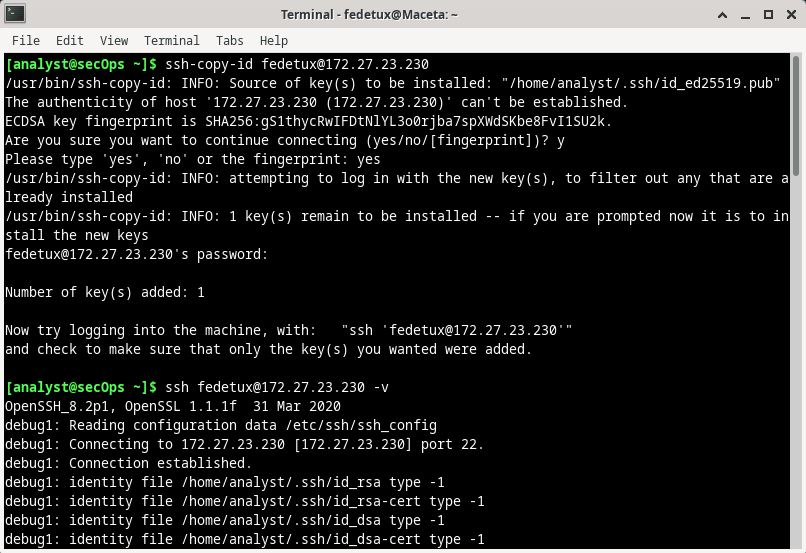 Terminal - fedetux@Maceta: ~
File Edit View Terminal Tabs Help
[analyst@secOps ~]$ ssh-copy-id fedetux@172.27.23.230
/usr/bin/ssh-copy-id: INFO: Source of key(s) to be installed: "/home/analyst/.ssh/id_ed25519.pub"
The authenticity of host '172.27.23.230 (172.27.23.230)' can't be established.
ECDSA key fingerprint is SHA256:gS1thycRwIFDtNlYL3o0rjba7spXWdSKbe8FvI1SU2k.
Are you sure you want to continue connecting (yes/no/[fingerprint])? y
Please type 'yes', 'no' or the fingerprint: yes
/usr/bin/ssh-copy-id: INFO: attempting to log in with the new key(s), to filter out any that are a
lready installed
/usr/bin/ssh-copy-id: INFO: 1 key(s) remain to be installed -- if you are prompted now it is to in
stall the new keys
fedetux@172.27.23.230's password:
Number of key(s) added: 1
Now try logging into the machine, with:   "ssh 'fedetux@172.27.23.230'"
and check to make sure that only the key(s) you wanted were added.
[analyst@secOps ~]$ ssh fedetux@172.27.23.230 -v
OpenSSH_8.2p1, OpenSSL 1.1.1f  31 Mar 2020
debug1: Reading configuration data /etc/ssh/ssh_config
debug1: Connecting to 172.27.23.230 [172.27.23.230] port 22.
debug1: Connection established.
debug1: identity file /home/analyst/.ssh/id_rsa type -1
debug1: identity file /home/analyst/.ssh/id_rsa-cert type -1
debug1: identity file /home/analyst/.ssh/id_dsa type -1
debug1: identity file /home/analyst/.ssh/id_dsa-cert type -1